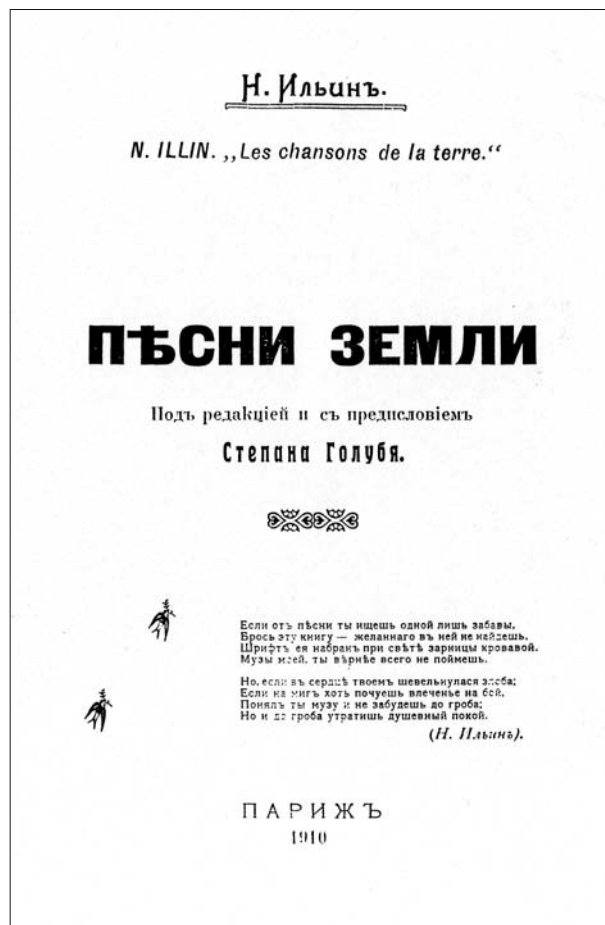 Н. Ильинъ.
N. ILLIN. „Les chansons de la terre.“
ПѢСНИ ЗЕМЛИ
Подъ редакціей и съ предисловіемъ
Степана Голубя.
Если отъ пѣсни ты ищешь одной лишь забавы,
Брось эту книгу — желаннаго въ ней не найдешь.
Шрифтъ ея набранъ при свѣтѣ зарницы кровавой.
Музы моей, ты вѣрнѣе всего не поймешь.
Но, если въ сердцѣ твоемъ шевельнулася злоба;
Если на мигъ хоть почуешь влеченье на бой,
Понялъ ты музу и не забудешь до гроба;
Но и до гроба утратишь душевный покой.
(Н. Ильинъ).
ПАРИЖЪ
1910